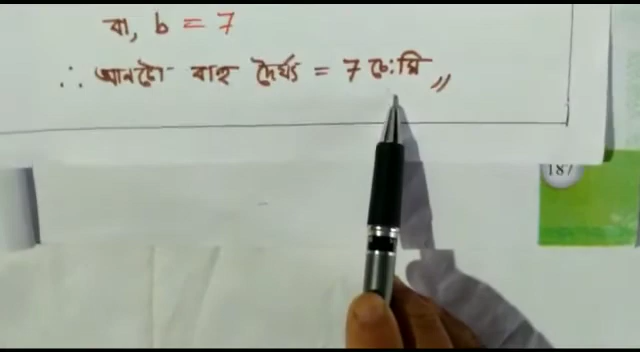 বা, b = 7
∴ আনটো বাহুৰ দৈৰ্ঘ্য = 7 চে:মি //
187